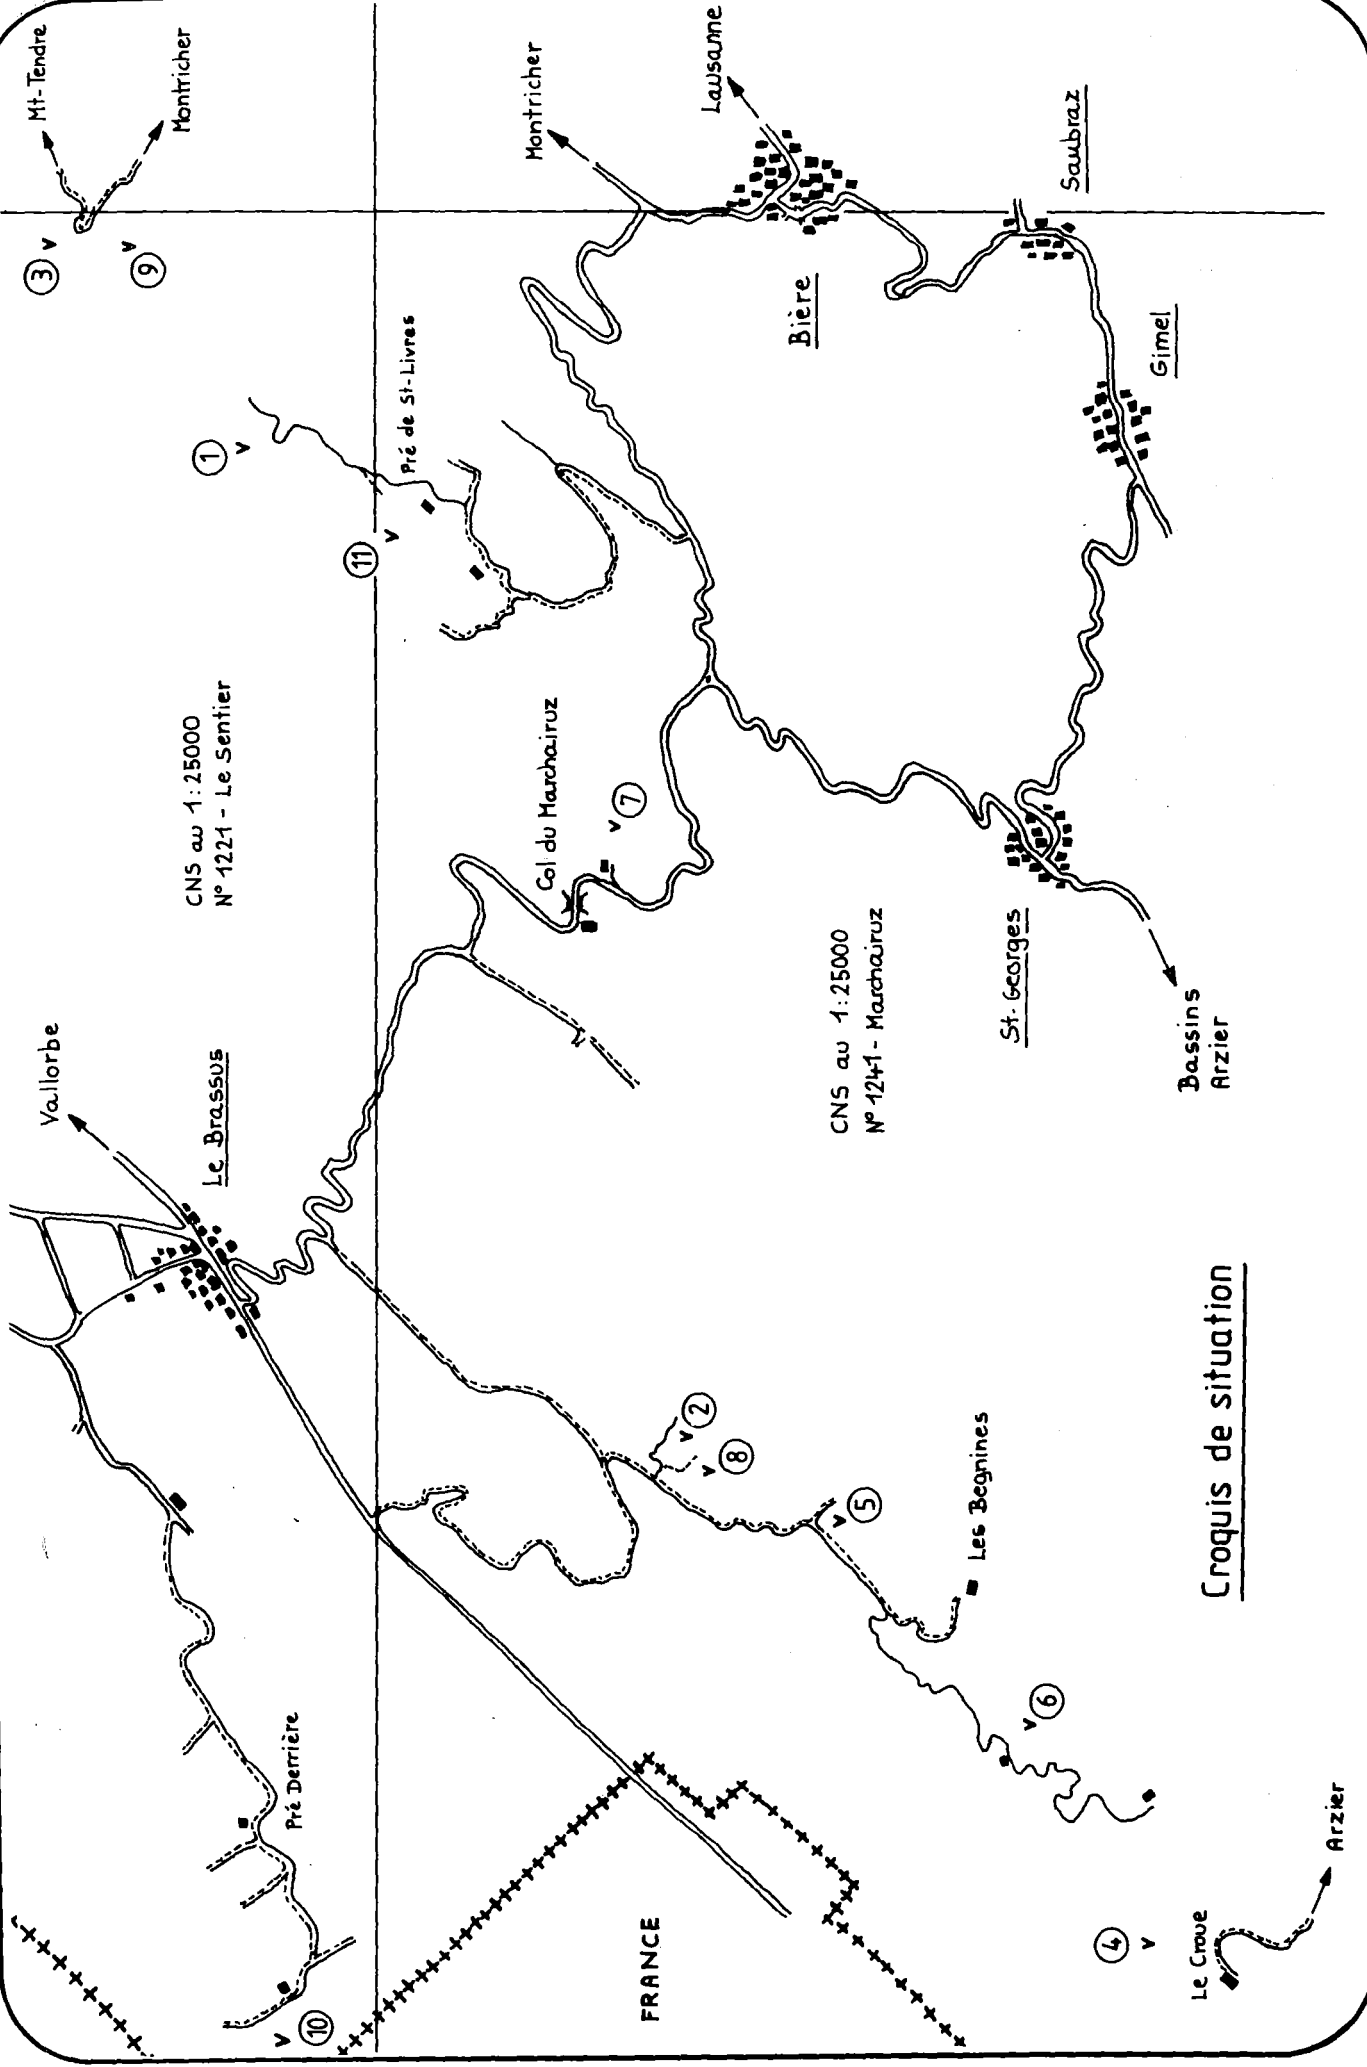 Mt-Tendre
Montricher
3
9
Vallorbe
Le Brassus
CNS au 1:25000
N° 1221 - Le Sentier
1
11
Pré de St-Livres
Montricher
Lausanne
Pré Derrière
10
Col du Marchairuz
7
Bière
Saubraz
FRANCE
2
8
5
Les Begnines
CNS au 1:25000
N° 1241 - Marchairuz
Gimel
St. Georges
6
4
Le Croue
Arzier
Bassins
Arzier
Croquis de situation